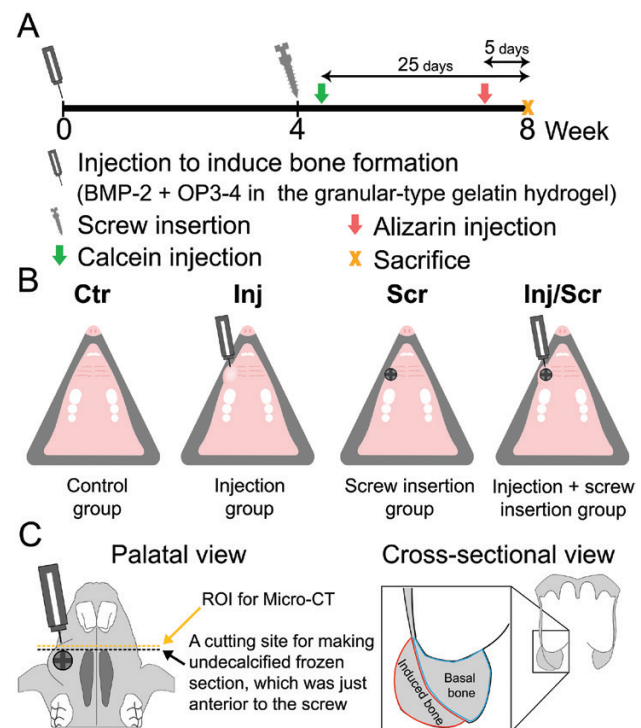 A
5 days
25 days
0
4
8 Week
Injection to induce bone formation
(BMP-2 + OP3-4 in the granular-type gelatin hydrogel)
Screw insertion
Alizarin injection
Calcein injection
Sacrifice
B
Ctr
Inj
Scr
Inj/Scr
Control
group
Injection
group
Screw insertion
group
Injection + screw
insertion group
C
Palatal view
Cross-sectional view
ROI for Micro-CT
A cutting site for making
undecalcified frozen
section, which was just
anterior to the screw
Induced bone
Basal
bone